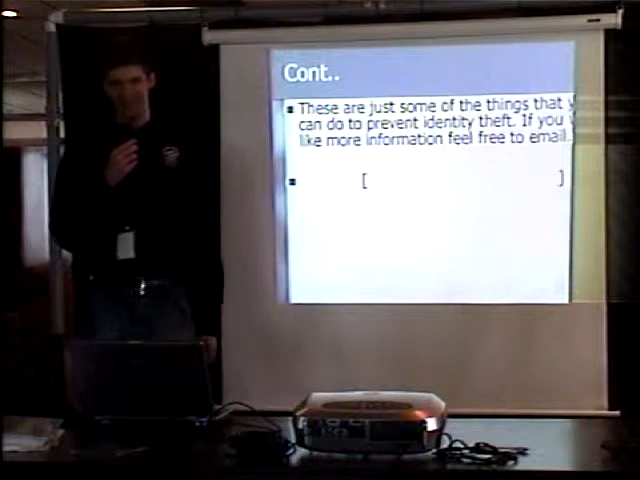 Cont..
These are just some of the things that
can do to prevent identity theft. If you
like more information feel free to email.
[ ]